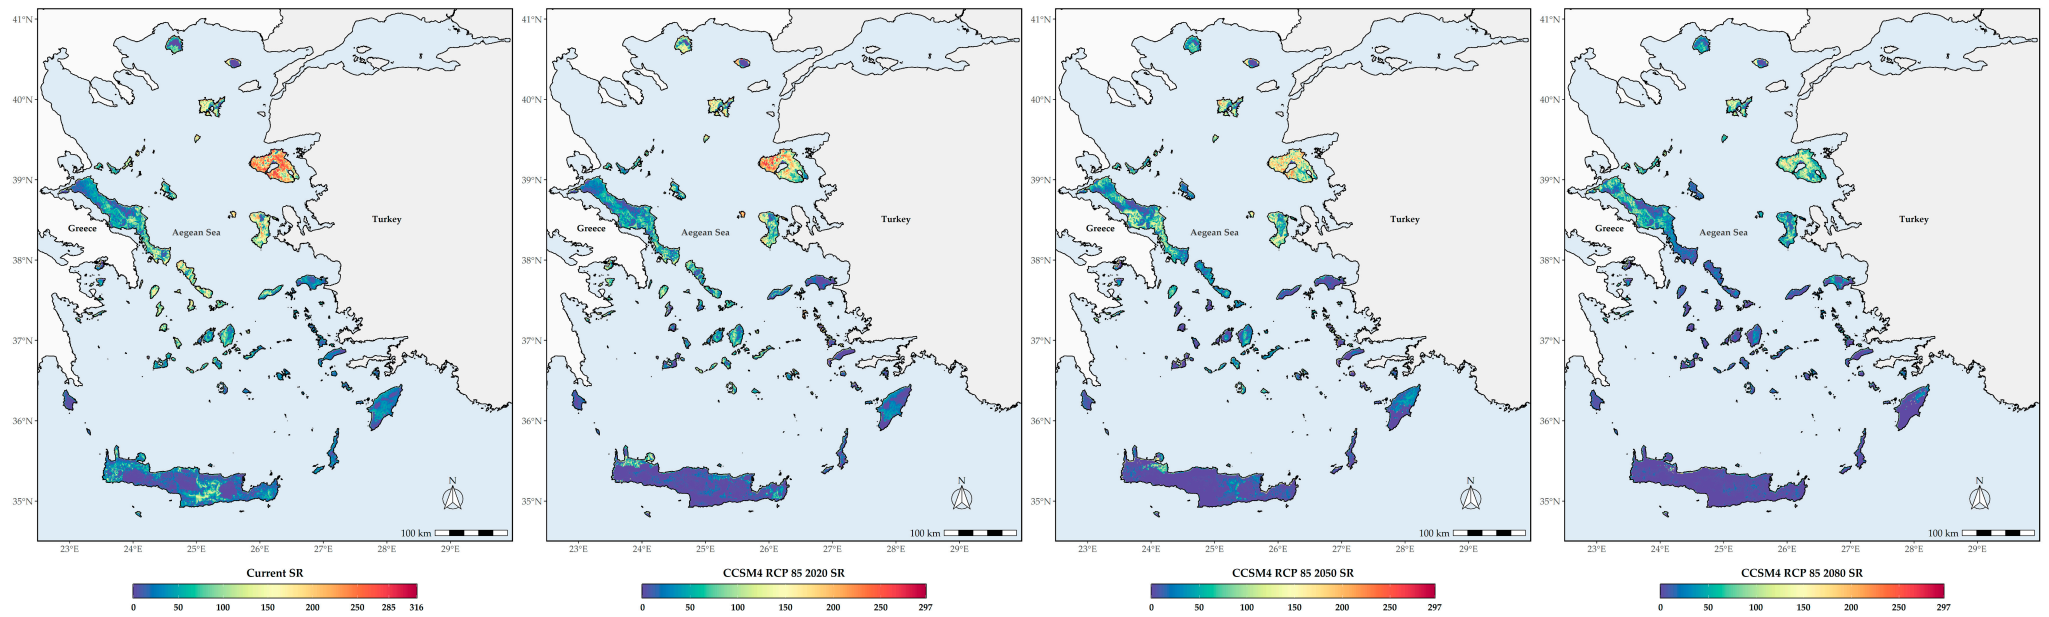 41°N
40°N
39°N
38°N
37°N
36°N
35°N
Turkey
Greece
Aegean Sea
N
100 km
23°E 24°E 25°E 26°E 27°E 28°E 29°E
Current SR
0 50 100 150 200 250 285 316
41°N
40°N
39°N
38°N
37°N
36°N
35°N
Turkey
Greece
Aegean Sea
N
100 km
23°E 24°E 25°E 26°E 27°E 28°E 29°E
CCSM4 RCP 85 2020 SR
0 50 100 150 200 250 297
41°N
40°N
39°N
38°N
37°N
36°N
35°N
Turkey
Greece
Aegean Sea
N
100 km
23°E 24°E 25°E 26°E 27°E 28°E 29°E
CCSM4 RCP 85 2050 SR
0 50 100 150 200 250 297
41°N
40°N
39°N
38°N
37°N
36°N
35°N
Turkey
Greece
Aegean Sea
N
100 km
23°E 24°E 25°E 26°E 27°E 28°E 29°E
CCSM4 RCP 85 2080 SR
0 50 100 150 200 250 297